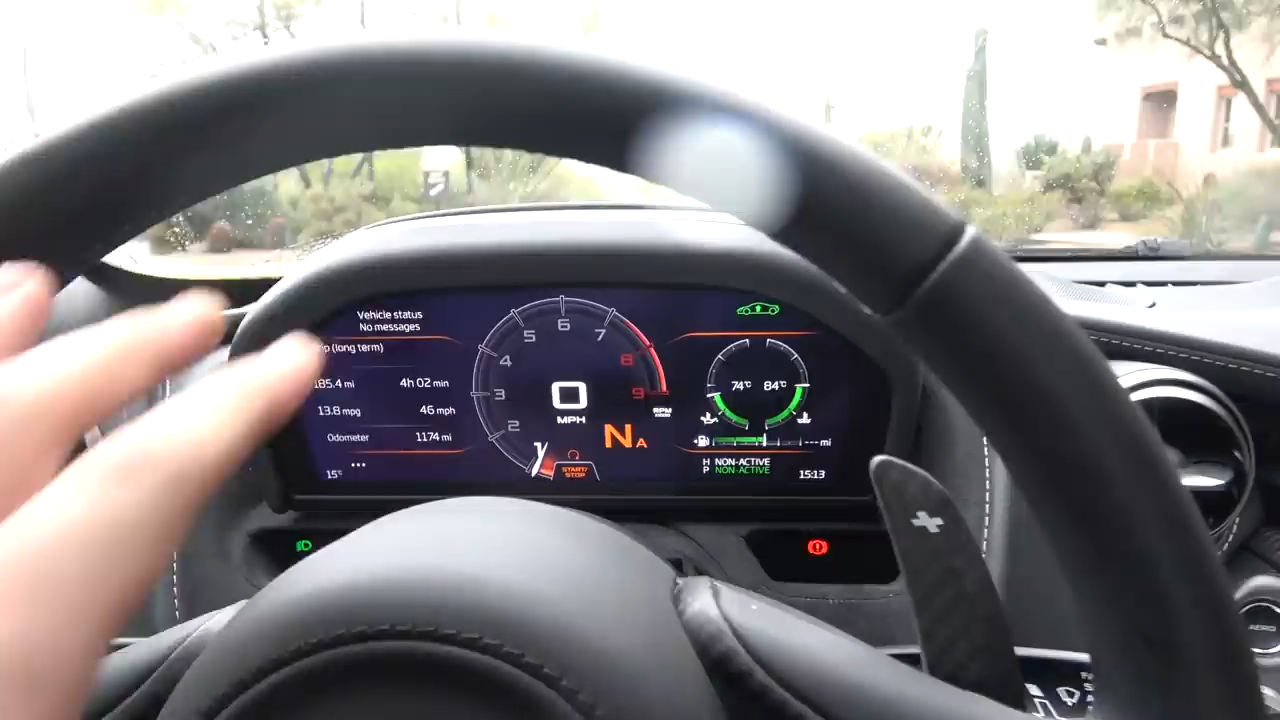 Vehicle status
No messages
(long term)
185.4 mi
4h 02 min
13.8 mpg
46 mph
Odometer
1174 mi
15°
2
3
4
5
6
7
8
9
0
MPH
RPM
N A
START/
STOP
74°C
84°C
--- mi
H NON-ACTIVE
P NON-ACTIVE
15:13
AERO